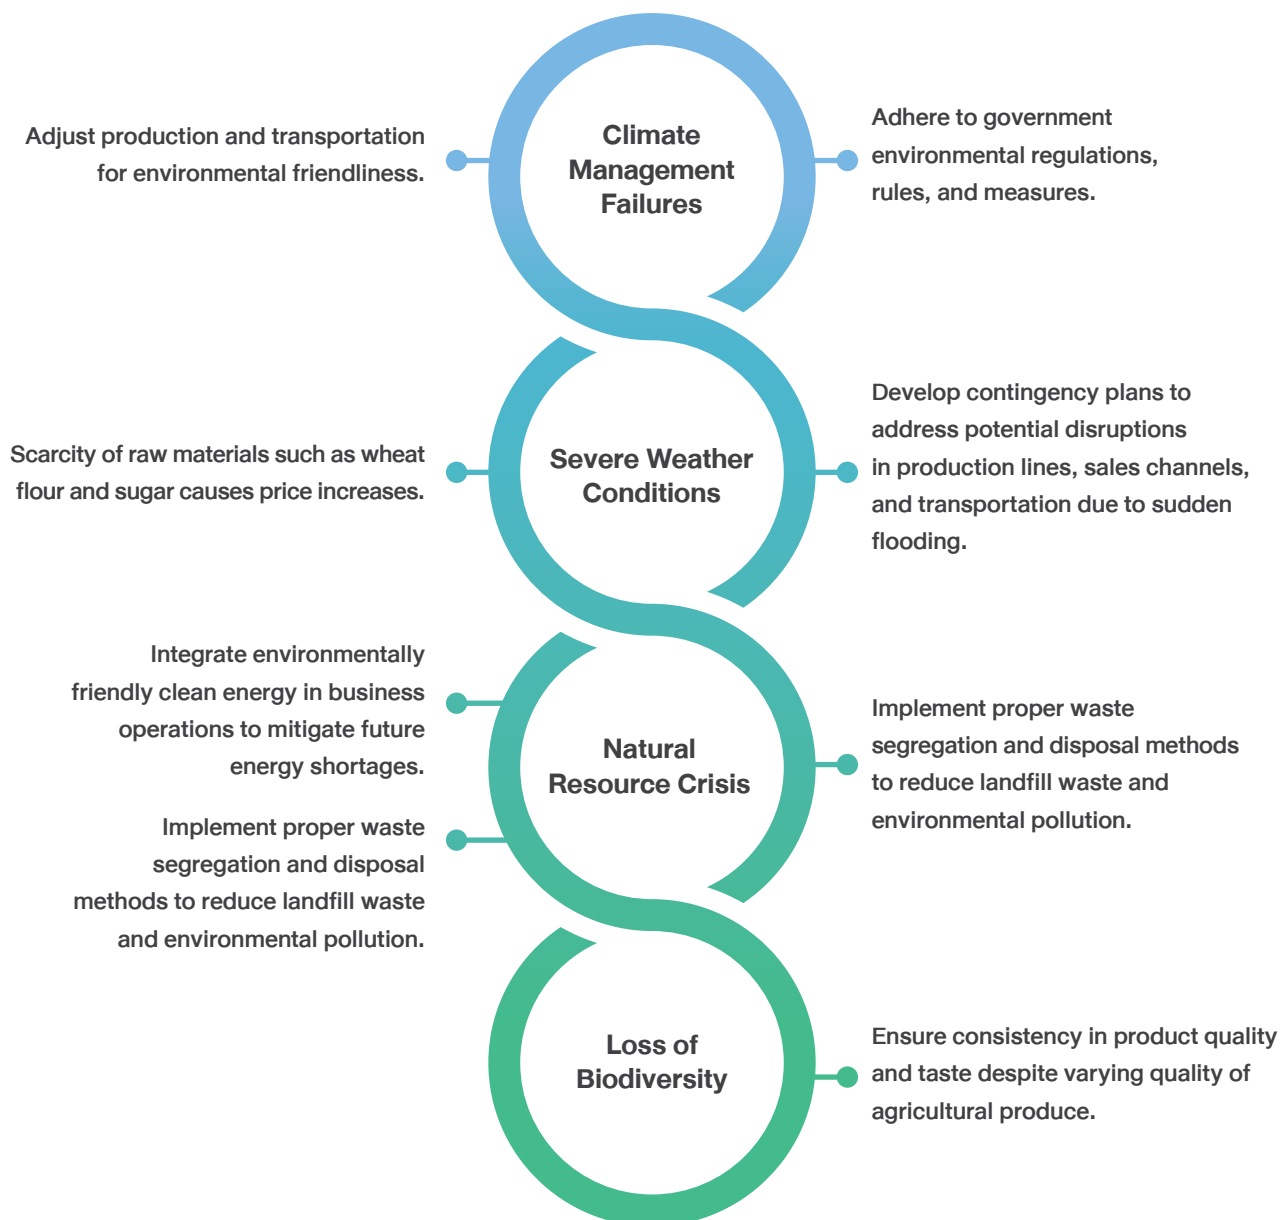 Climate
Management
Failures
Adjust production and transportation
for environmental friendliness.
Adhere to government
environmental regulations,
rules, and measures.
Severe Weather
Conditions
Scarcity of raw materials such as wheat
flour and sugar causes price increases.
Develop contingency plans to
address potential disruptions
in production lines, sales channels,
and transportation due to sudden
flooding.
Natural
Resource Crisis
Integrate environmentally
friendly clean energy in business
operations to mitigate future
energy shortages.
Implement proper waste
segregation and disposal
methods to reduce landfill waste
and environmental pollution.
Implement proper waste
segregation and disposal methods
to reduce landfill waste and
environmental pollution.
Loss of
Biodiversity
Ensure consistency in product quality
and taste despite varying quality of
agricultural produce.